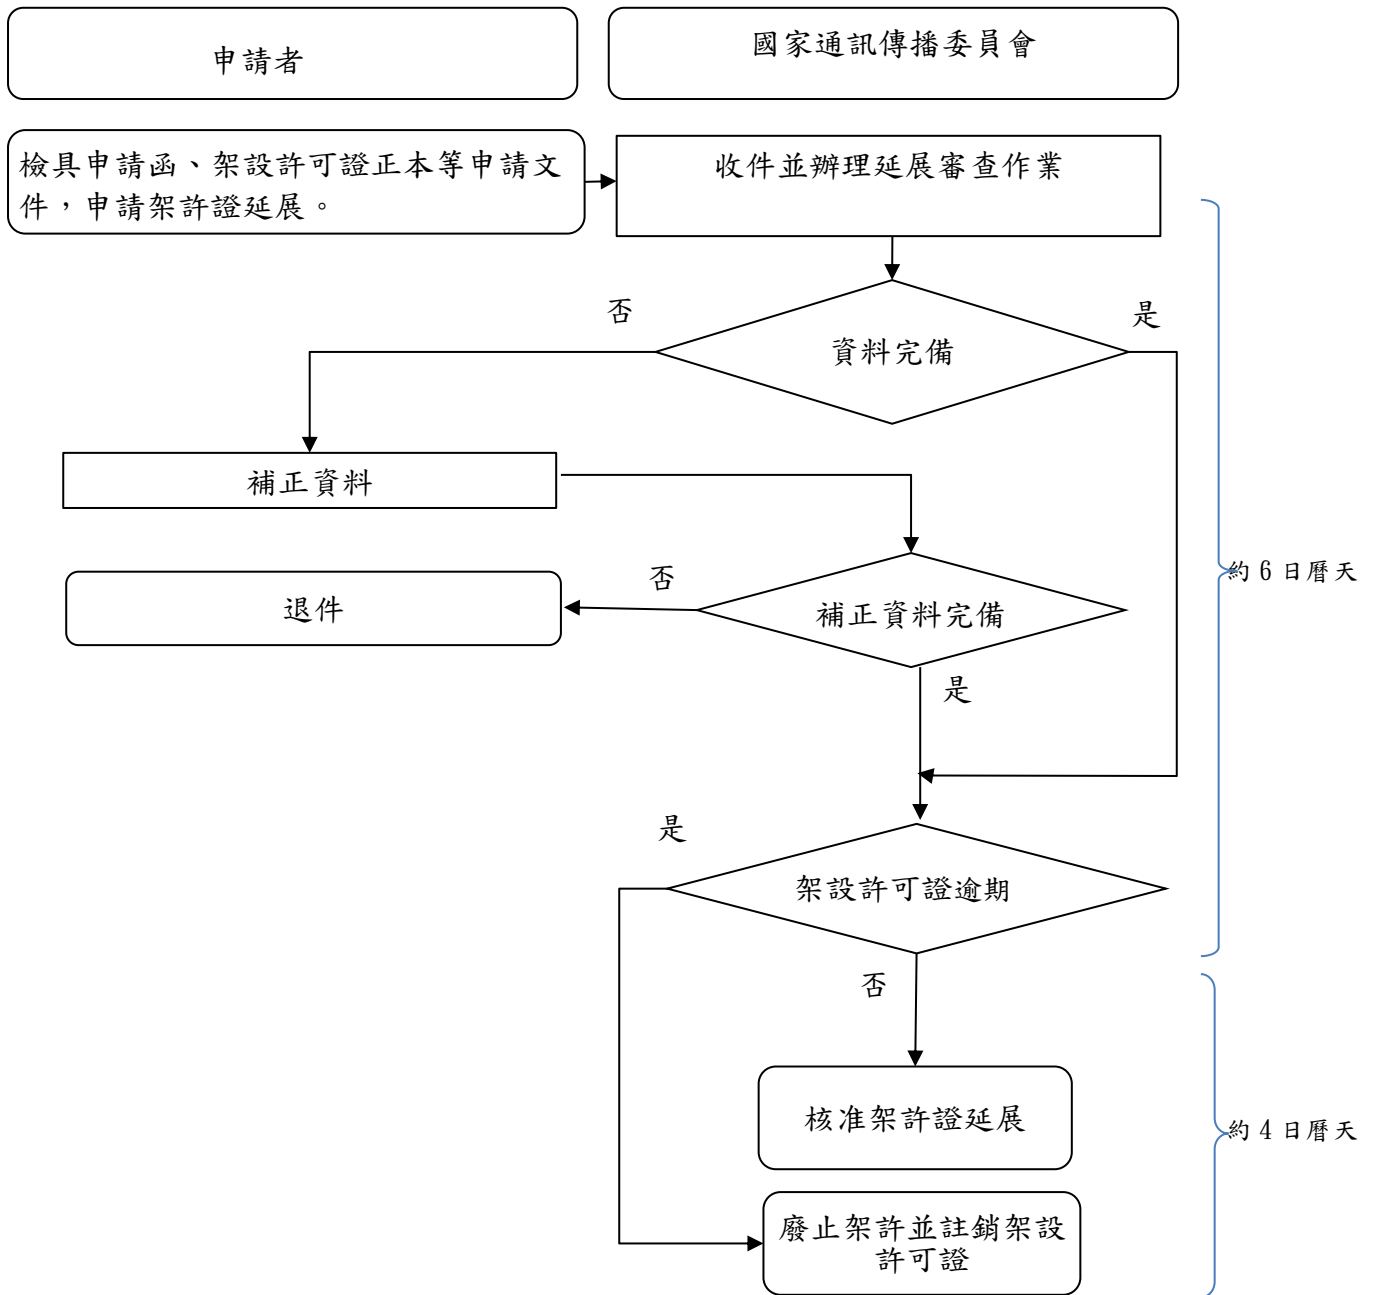 申請者
國家通訊傳播委員會
檢具申請函、架設許可證正本等申請文
件，申請架許證延展。
收件並辦理延展審查作業
否
是
資料完備
補正資料
約 6 日曆天
否
退件
補正資料完備
是
是
架設許可證逾期
否
核准架許證延展
約 4 日曆天
廢止架許並註銷架設
許可證